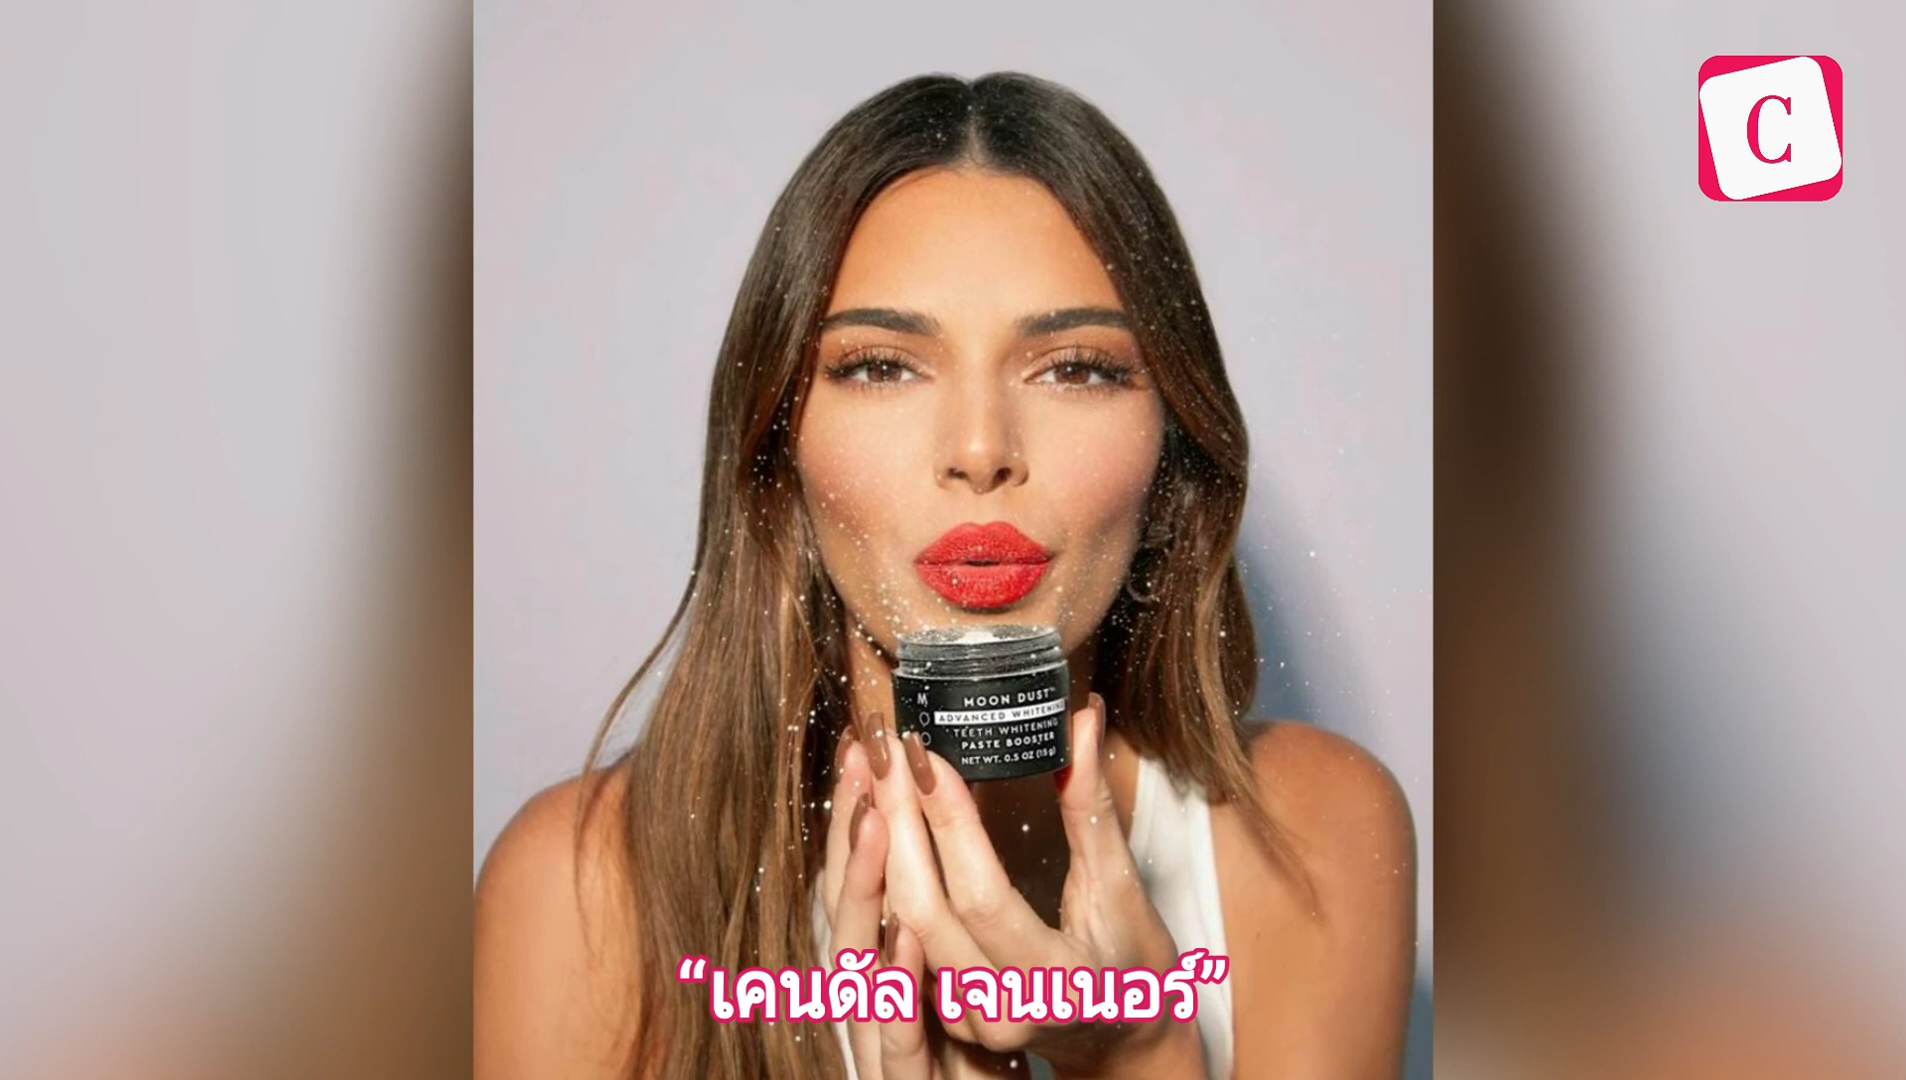 C
M
O
O
MOON DUST™
ADVANCED WHITENING
TEETH WHITENING
PASTE BOOSTER
NET WT. 0.5 OZ (15g)
“เคนดัล เจนเนอร์”